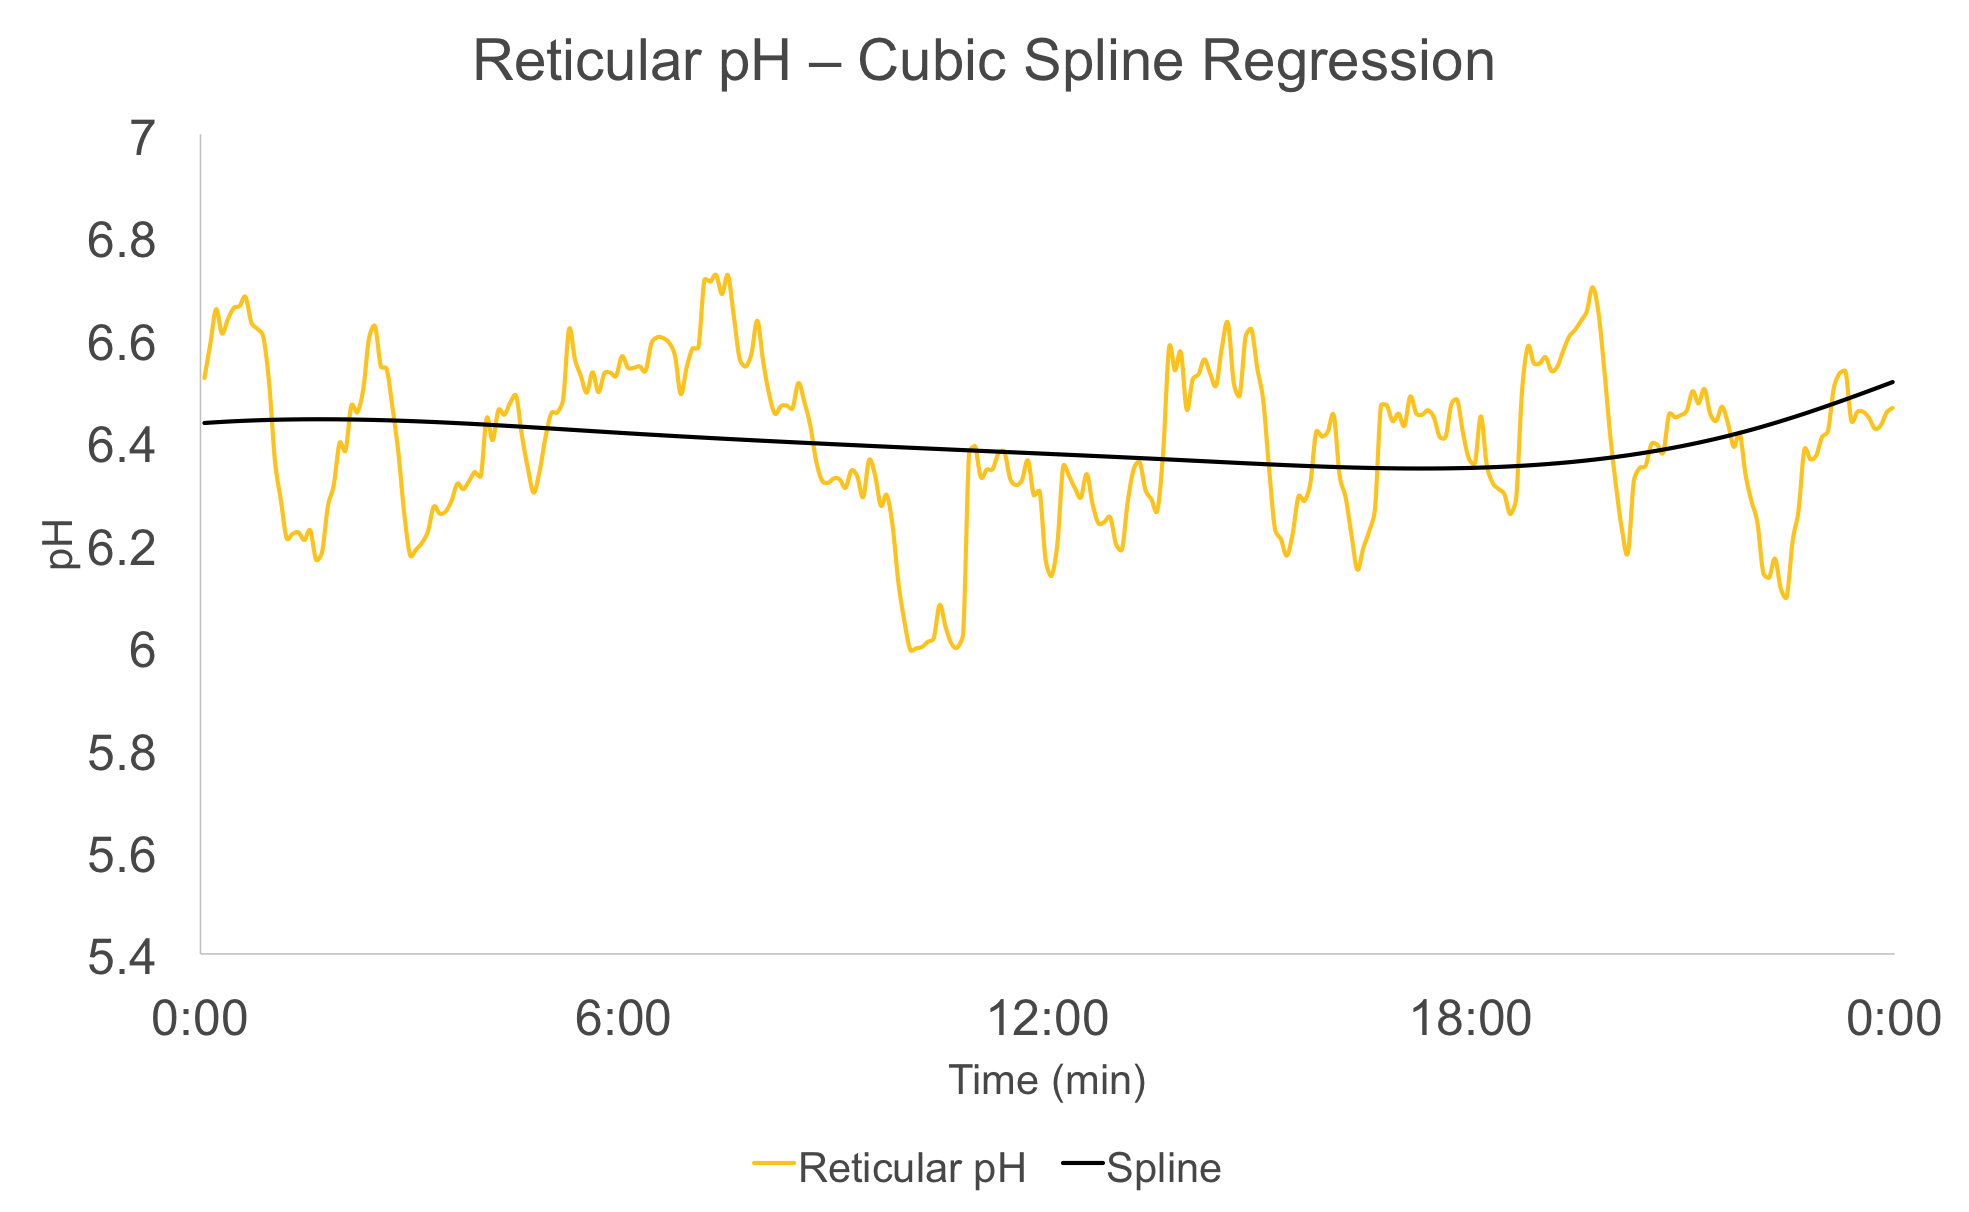 Reticular pH – Cubic Spline Regression
7
6.8
6.6
6.4
6.2
6
5.8
5.6
5.4
pH
0:00 6:00 12:00 18:00 0:00
Time (min)
Reticular pH Spline